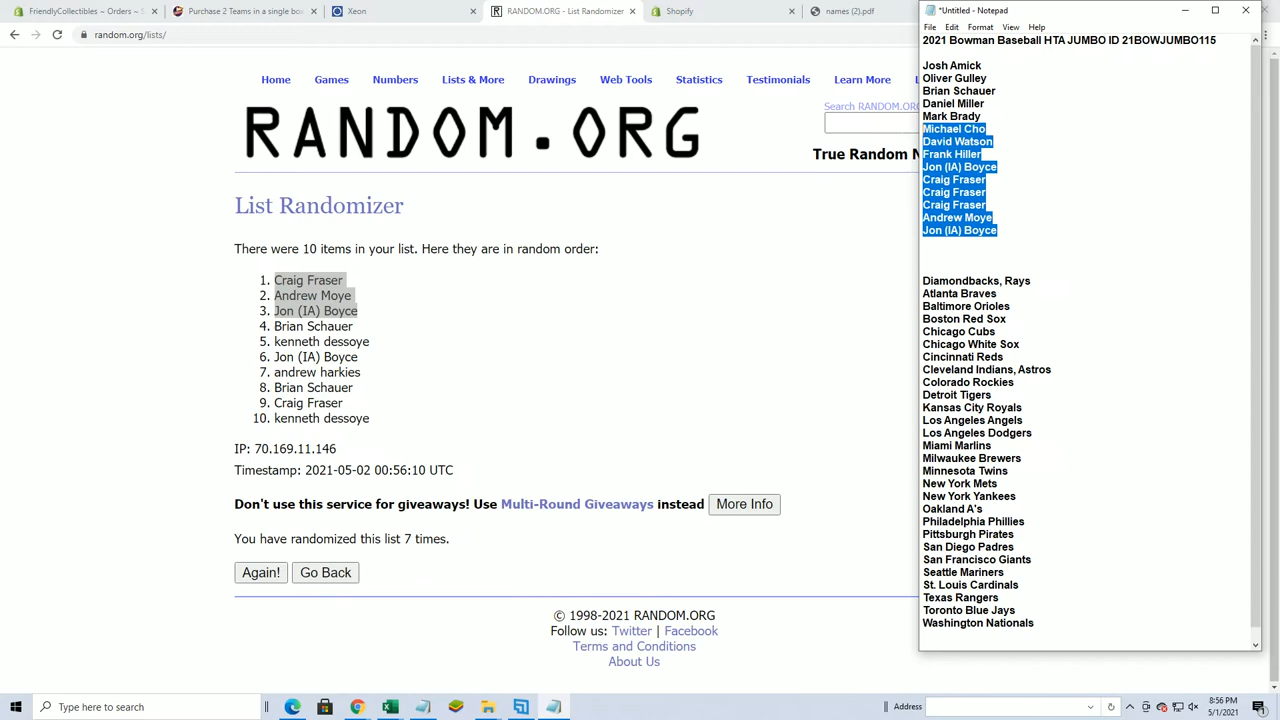 FriendlyCollectibles ~ Orders ~ S
Purchase 2 Teams in a single box
Xeon
RANDOM.ORG - List Randomizer
Shopify
names (2).pdf
random.org/lists/
Home Games Numbers Lists & More Drawings Web Tools Statistics Testimonials Learn More
RANDOM.ORG
Search RANDOM.ORG
True Random N
List Randomizer
There were 10 items in your list. Here they are in random order:
1. Craig Fraser
2. Andrew Moye
3. Jon (IA) Boyce
4. Brian Schauer
5. kenneth dessoye
6. Jon (IA) Boyce
7. andrew harkies
8. Brian Schauer
9. Craig Fraser
10. kenneth dessoye
IP: 70.169.11.146
Timestamp: 2021-05-02 00:56:10 UTC
Don't use this service for giveaways! Use Multi-Round Giveaways instead More Info
You have randomized this list 7 times.
Again! Go Back
© 1998-2021 RANDOM.ORG
Follow us: Twitter | Facebook
Terms and Conditions
About Us
*Untitled - Notepad
File Edit Format View Help
2021 Bowman Baseball HTA JUMBO ID 21BOWJUMBO115
Josh Amick
Oliver Gulley
Brian Schauer
Daniel Miller
Mark Brady
Michael Cho
David Watson
Frank Hiller
Jon (IA) Boyce
Craig Fraser
Craig Fraser
Craig Fraser
Andrew Moye
Jon (IA) Boyce
Diamondbacks, Rays
Atlanta Braves
Baltimore Orioles
Boston Red Sox
Chicago Cubs
Chicago White Sox
Cincinnati Reds
Cleveland Indians, Astros
Colorado Rockies
Detroit Tigers
Kansas City Royals
Los Angeles Angels
Los Angeles Dodgers
Miami Marlins
Milwaukee Brewers
Minnesota Twins
New York Mets
New York Yankees
Oakland A's
Philadelphia Phillies
Pittsburgh Pirates
San Diego Padres
San Francisco Giants
Seattle Mariners
St. Louis Cardinals
Texas Rangers
Toronto Blue Jays
Washington Nationals
Type here to search
Address
8:56 PM
5/1/2021